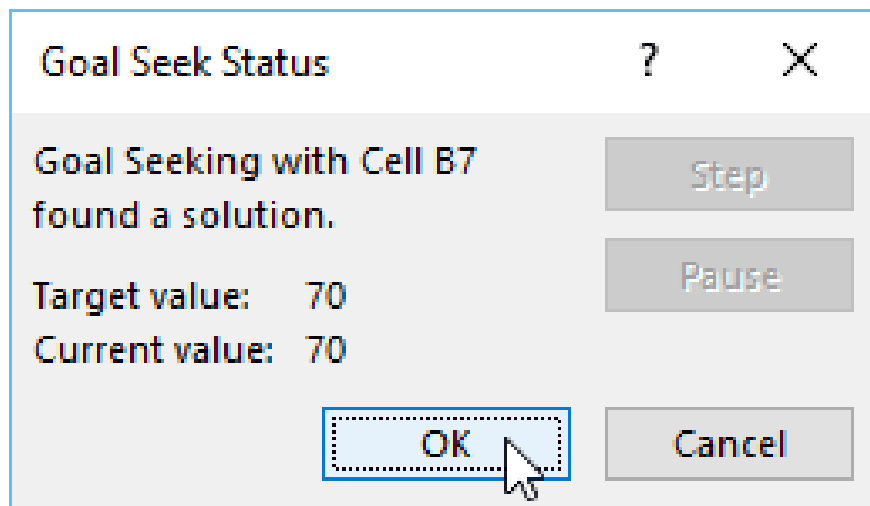 Goal Seek Status ?
Goal Seeking with Cell B7
found a solution.
Step
Pause
Target value: 70
Current value: 70
OK
Cancel